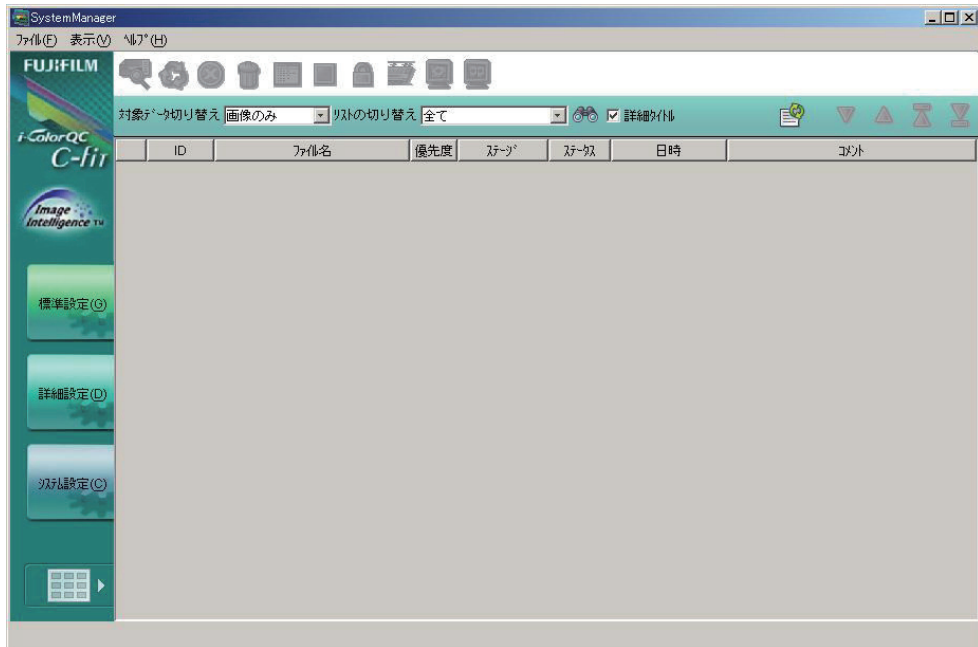 SystemManager
ﾌｧｲﾙ(F) 表示(V) ﾍﾙﾌﾟ(H)
FUJIFILM
i-ColorQC
C-fit
Image
Intelligence TM
対象ﾃﾞｰﾀ切り替え 画像のみ ﾘｽﾄの切り替え 全て 詳細ﾀｲﾄﾙ
ID ﾌｧｲﾙ名 優先度 ｽﾃｰｼﾞ ｽﾃｰﾀｽ 日時 ｺﾒﾝﾄ
標準設定(G)
詳細設定(D)
ｼｽﾃﾑ設定(C)